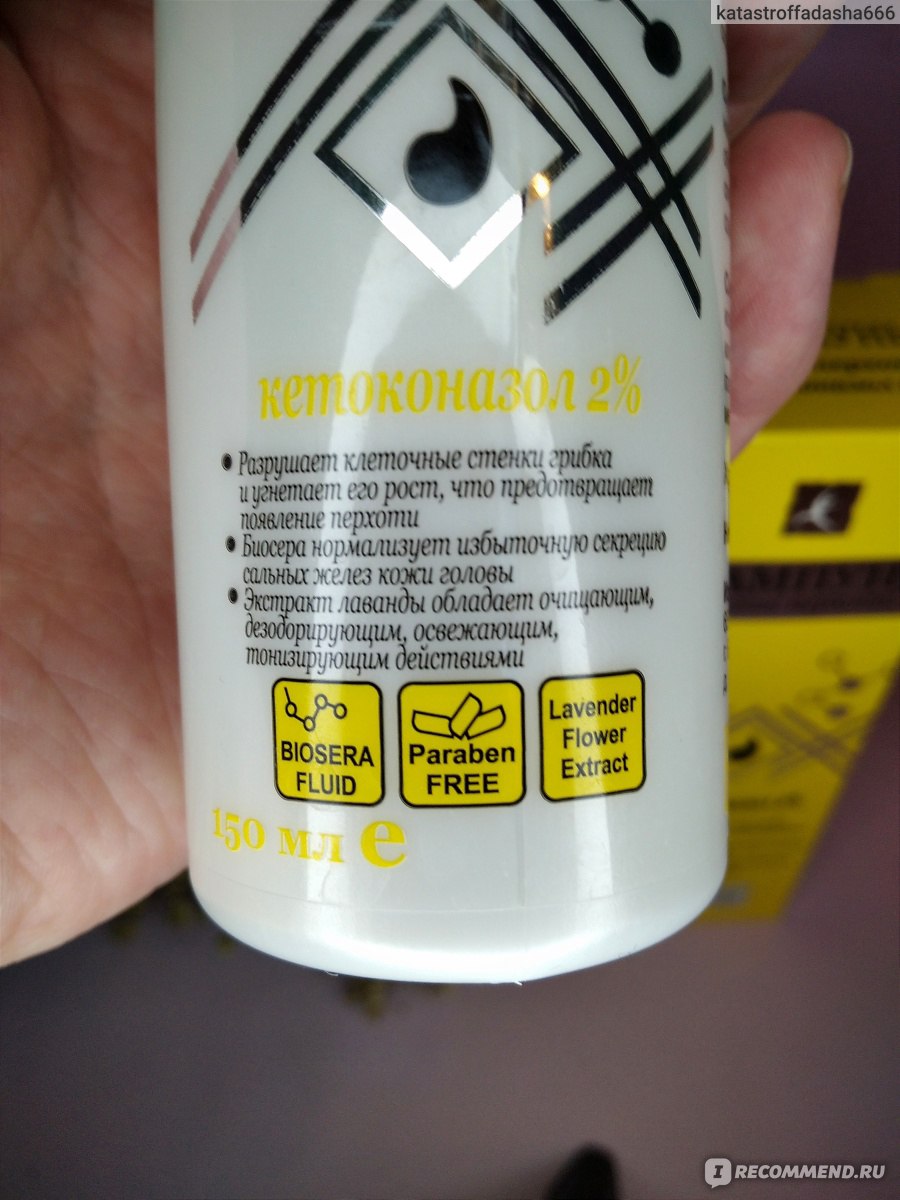 katastroffadasha666
кетоконазол 2%
• Разрушает клеточные стенки грибка
и угнетает его рост, что предотвращает
появление перхоти
• Биосера нормализует избыточную секрецию
сальных желез кожи головы
• Экстракт лаванды обладает очищающим,
дезодорирующим, освежающим,
тонизирующим действиями
BIOSERA
FLUID
Paraben
FREE
Lavender
Flower
Extract
150 мл e
IRECOMMEND.RU